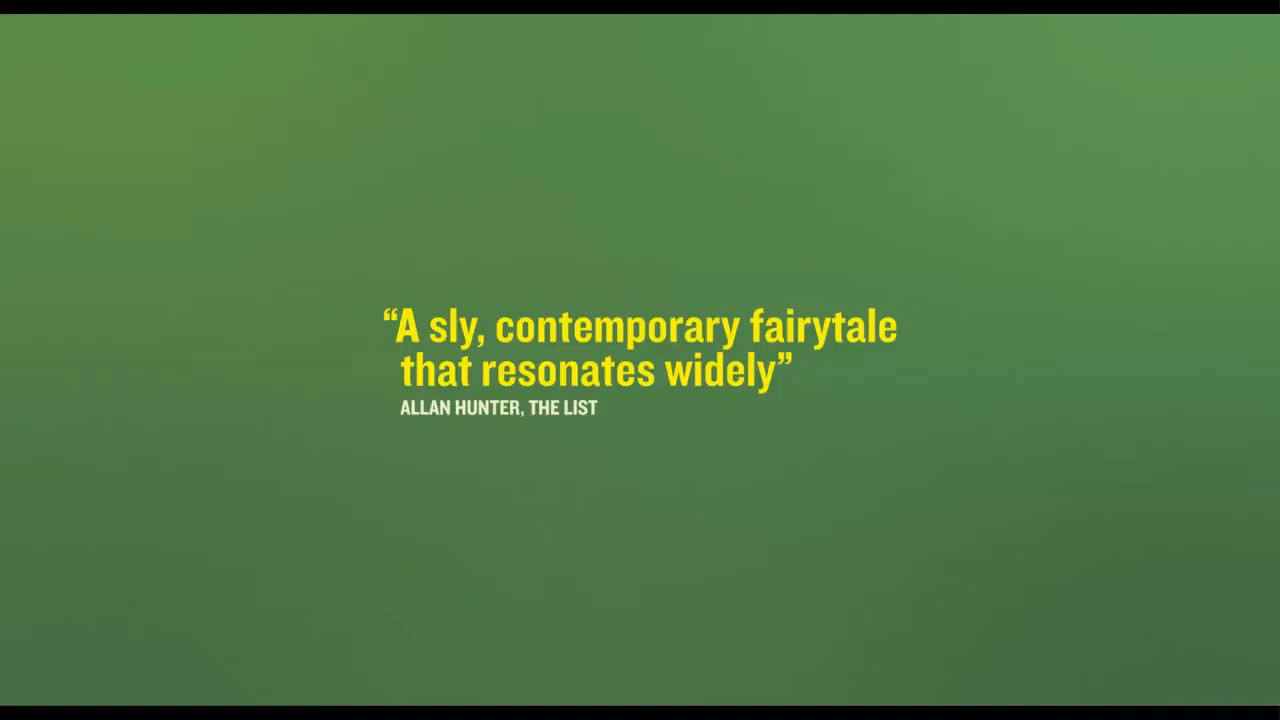 “A sly, contemporary fairytale
that resonates widely”
ALLAN HUNTER, THE LIST